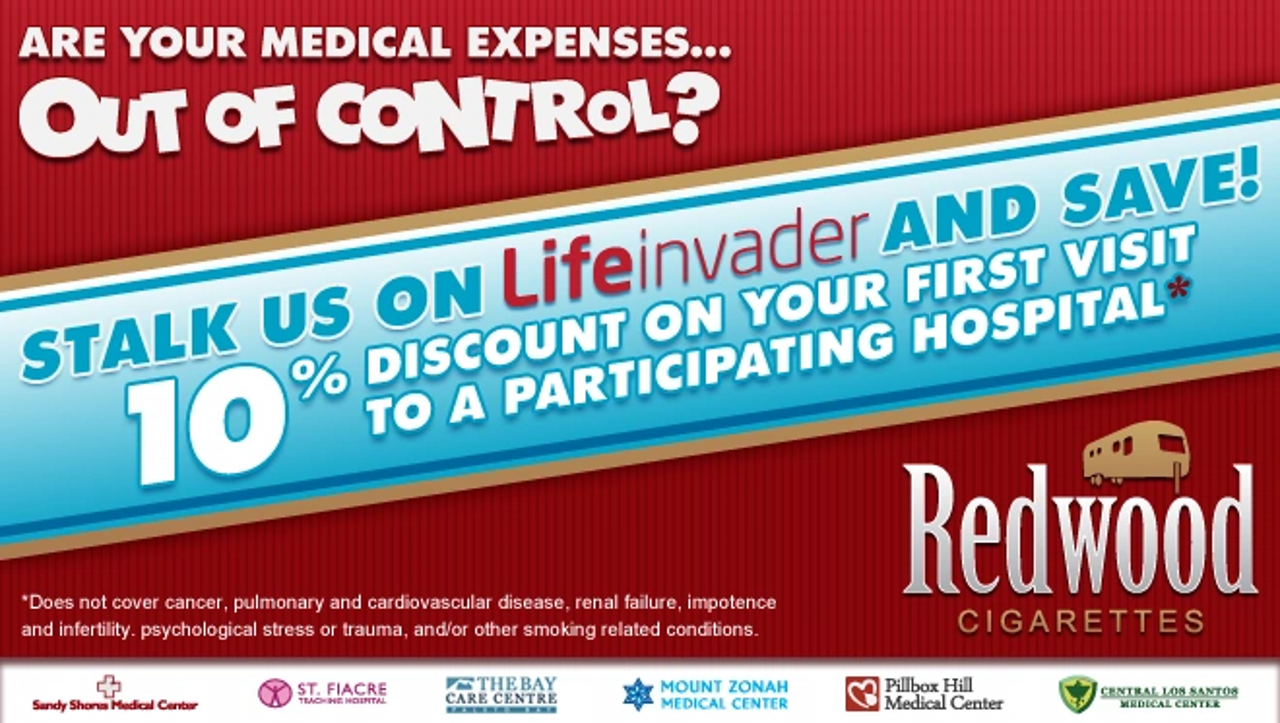 ARE YOUR MEDICAL EXPENSES...
OUT OF CONTROL?
STALK US ON Lifeinvader AND SAVE!
10% DISCOUNT ON YOUR FIRST VISIT
TO A PARTICIPATING HOSPITAL*
Redwood
CIGARETTES
*Does not cover cancer, pulmonary and cardiovascular disease, renal failure, impotence
and infertility. psychological stress or trauma, and/or other smoking related conditions.
Sandy Shores Medical Center
ST. FIACRE
TEACHING HOSPITAL
THE BAY
CARE CENTRE
PALETO BAY
MOUNT ZONAH
MEDICAL CENTER
Pillbox Hill
Medical Center
CENTRAL LOS SANTOS
MEDICAL CENTER